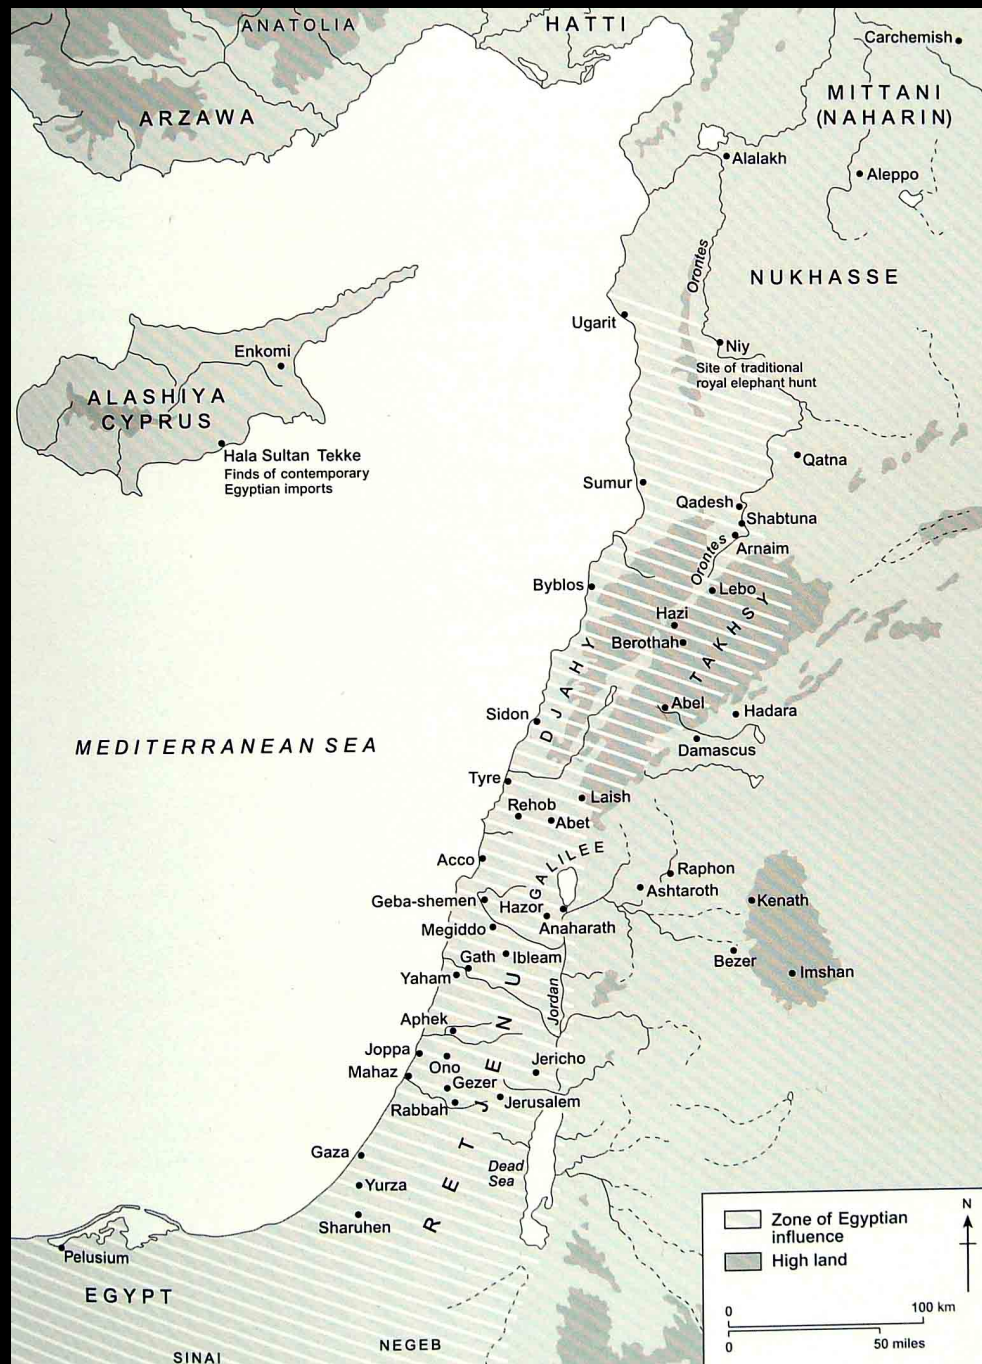 ANATOLIA
HATTI
Carchemish
MITTANI
(NAHARIN)
ARZAWA
Alalakh
Aleppo
Orontes
NUKHASSE
Ugarit
Niy
Site of traditional
royal elephant hunt
Enkomi
ALASHIYA
CYPRUS
Hala Sultan Tekke
Finds of contemporary
Egyptian imports
Qatna
Sumur
Qadesh
Shabtuna
Arnaim
Orontes
Byblos
Lebo
Hazi
Berothah
TAKHSY
DJAHY
Abel
Hadara
Sidon
Damascus
MEDITERRANEAN SEA
Tyre
Laish
Rehob
Abet
GALILEE
Acco
Raphon
Ashtaroth
Geba-shemen
Hazor
Kenath
Anaharath
Megiddo
Gath
Ibleam
Bezer
Yaham
Imshan
Jordan
Aphek
Joppa
Ono
Jericho
Mahaz
Gezer
Rabbah
Jerusalem
RETJENU
Gaza
Dead
Sea
Yurza
Sharuhen
Pelusium
EGYPT
NEGEB
SINAI
Zone of Egyptian
influence
High land
N
0
100 km
0
50 miles